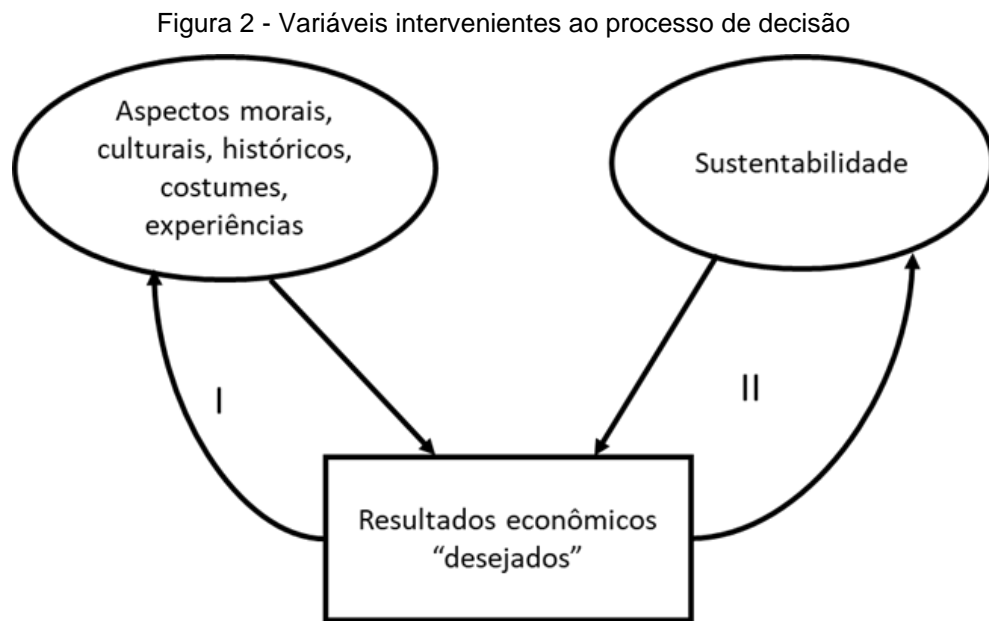 Figura 2 - Variáveis intervenientes ao processo de decisão
Aspectos morais,
culturais, históricos,
costumes,
experiências
Sustentabilidade
I
II
Resultados econômicos
“desejados”